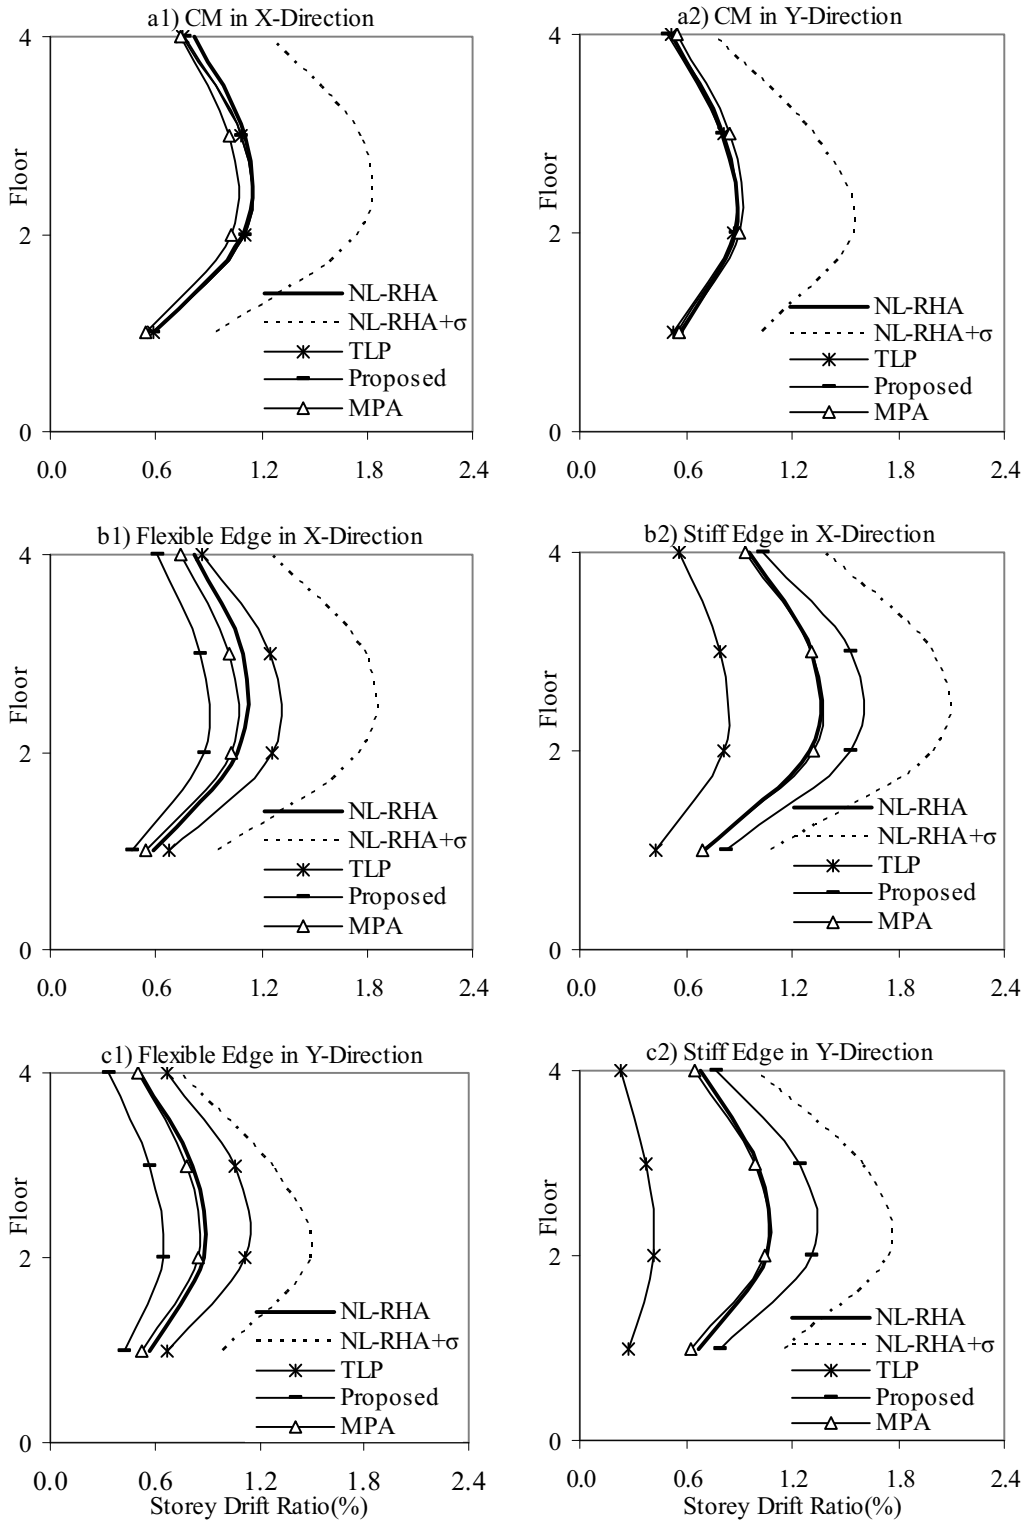 a1) CM in X-Direction
4
2
0
Floor
0.0 0.6 1.2 1.8 2.4
NL-RHA
NL-RHA+σ
TLP
Proposed
MPA
a2) CM in Y-Direction
4
2
0
Floor
0.0 0.6 1.2 1.8 2.4
NL-RHA
NL-RHA+σ
TLP
Proposed
MPA
b1) Flexible Edge in X-Direction
4
2
0
Floor
0.0 0.6 1.2 1.8 2.4
NL-RHA
NL-RHA+σ
TLP
Proposed
MPA
b2) Stiff Edge in X-Direction
4
2
0
Floor
0.0 0.6 1.2 1.8 2.4
NL-RHA
NL-RHA+σ
TLP
Proposed
MPA
c1) Flexible Edge in Y-Direction
4
2
0
Floor
0.0 0.6 1.2 1.8 2.4
Storey Drift Ratio(%)
NL-RHA
NL-RHA+σ
TLP
Proposed
MPA
c2) Stiff Edge in Y-Direction
4
2
0
Floor
0.0 0.6 1.2 1.8 2.4
Storey Drift Ratio(%)
NL-RHA
NL-RHA+σ
TLP
Proposed
MPA